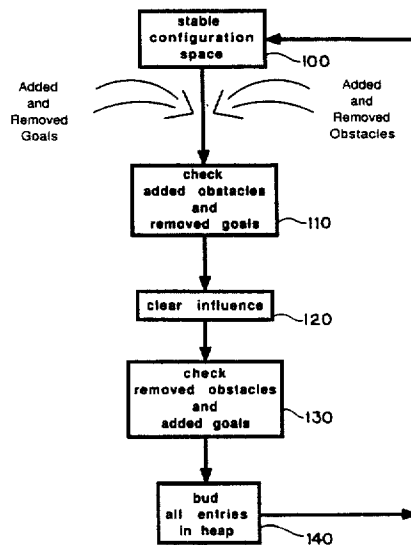 stable
configuration
space
100
Added
and
Removed
Goals
Added
and
Removed
Obstacles
check
added obstacles
and
removed goals
110
clear influence
120
check
removed obstacles
and
added goals
130
bud
all entries
in heap
140